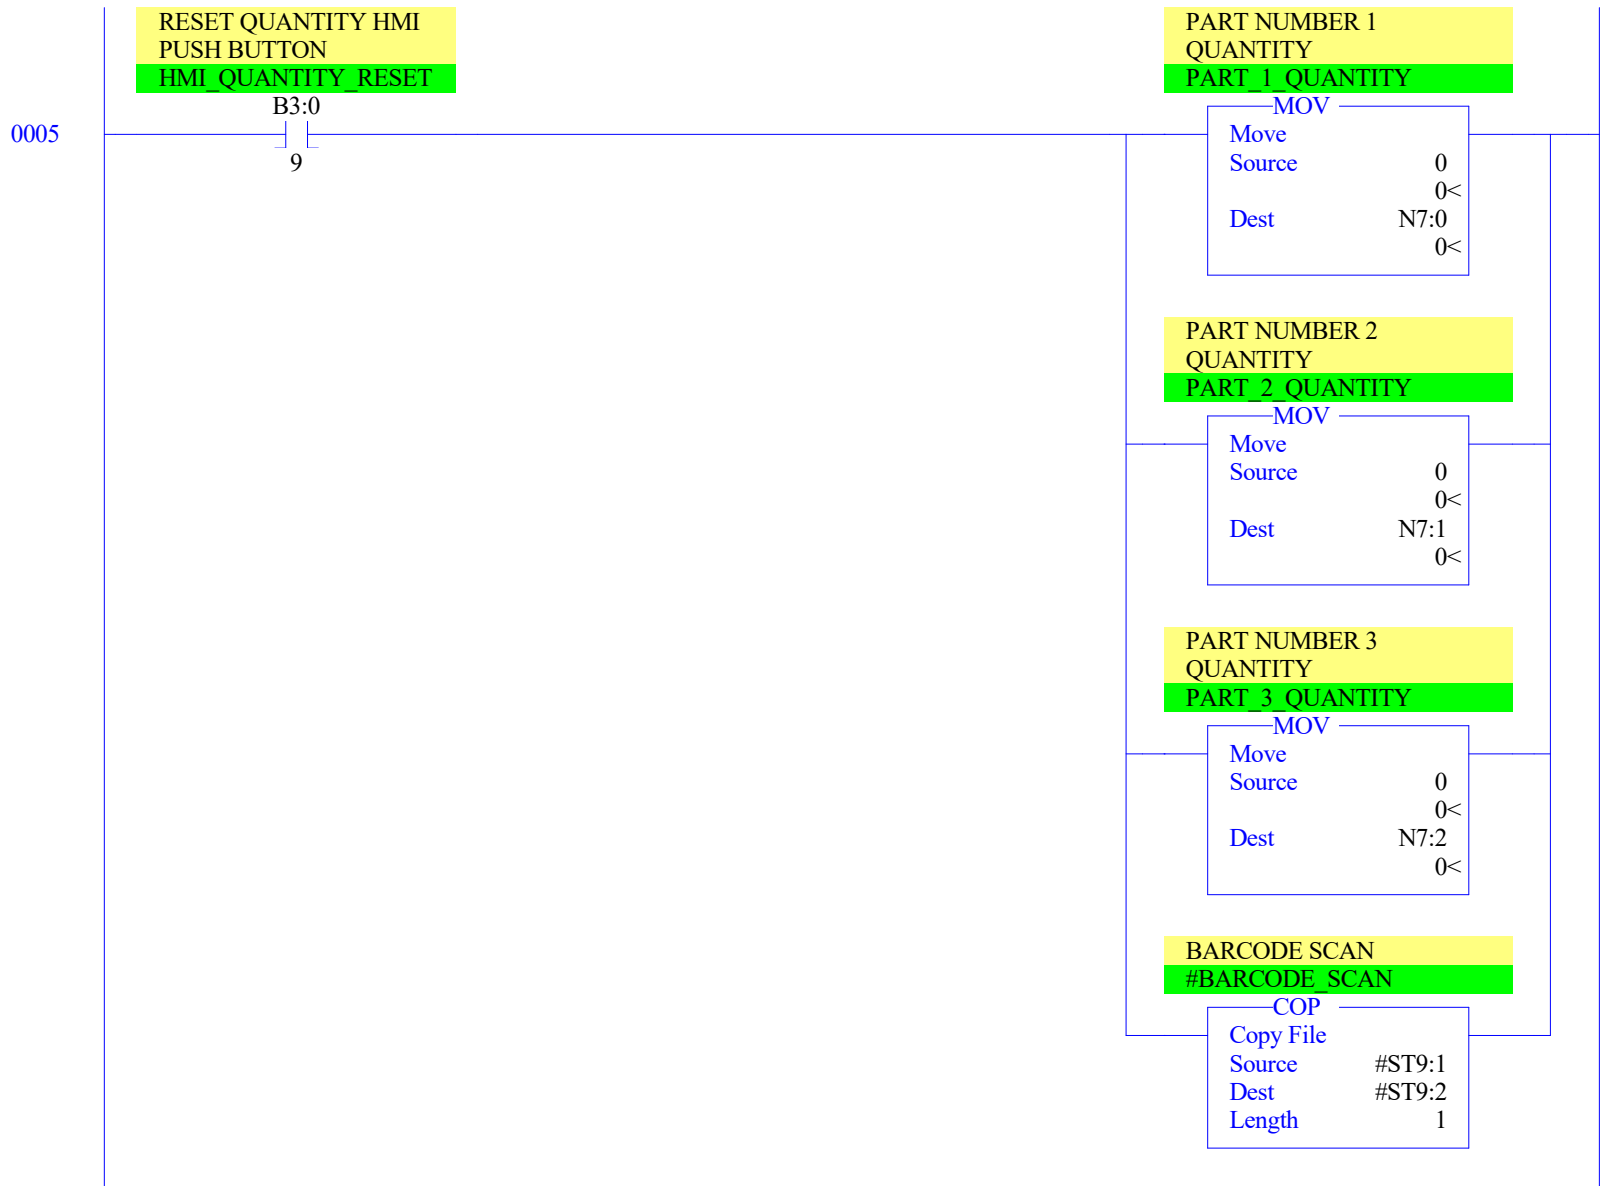 RESET QUANTITY HMI
PUSH BUTTON
HMI_QUANTITY_RESET
B3:0
9
0005
PART NUMBER 1
QUANTITY
PART_1_QUANTITY
MOV
Move
Source 0
0<
Dest N7:0
0<
PART NUMBER 2
QUANTITY
PART_2_QUANTITY
MOV
Move
Source 0
0<
Dest N7:1
0<
PART NUMBER 3
QUANTITY
PART_3_QUANTITY
MOV
Move
Source 0
0<
Dest N7:2
0<
BARCODE SCAN
#BARCODE_SCAN
COP
Copy File
Source #ST9:1
Dest #ST9:2
Length 1